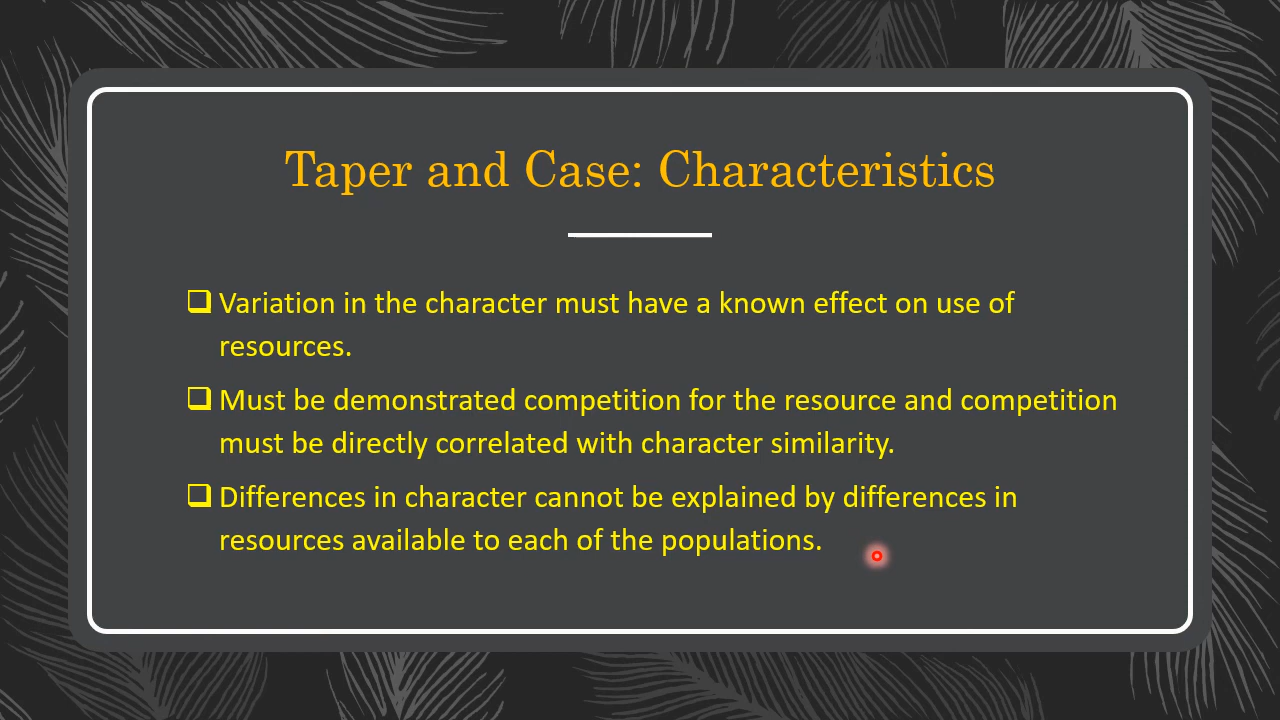 Taper and Case: Characteristics
Variation in the character must have a known effect on use of
resources.
Must be demonstrated competition for the resource and competition
must be directly correlated with character similarity.
Differences in character cannot be explained by differences in
resources available to each of the populations.